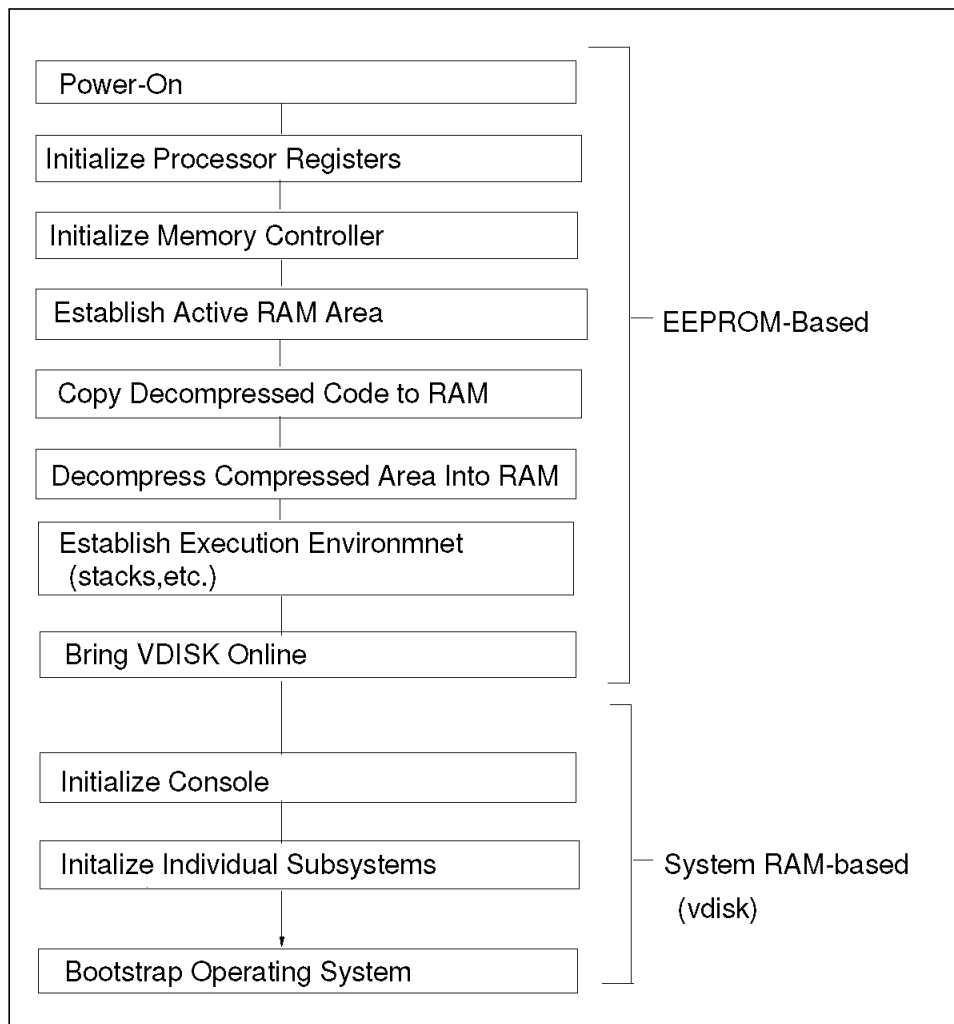 Power-On
Initialize Processor Registers
Initialize Memory Controller
Establish Active RAM Area
Copy Decompressed Code to RAM
Decompress Compressed Area Into RAM
Establish Execution Environmnet
(stacks,etc.)
Bring VDISK Online
EEPROM-Based
Initialize Console
Initalize Individual Subsystems
Bootstrap Operating System
System RAM-based
(vdisk)